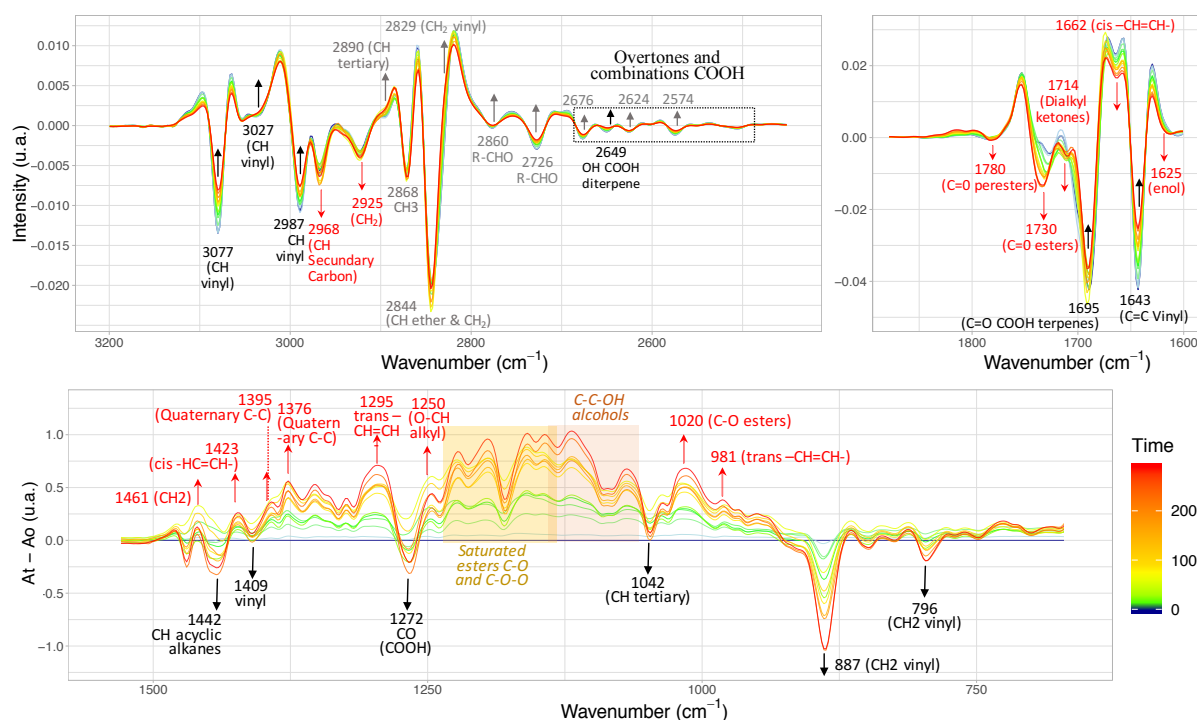 2829 (CH2 vinyl)
2890 (CH
tertiary)
Overtones and
combinations COOH
2676
2624
2574
3027
(CH
vinyl)
2860
R-CHO
2726
R-CHO
2649
OH COOH
diterpene
2925
(CH2)
2868
CH3
2987
CH
vinyl
2968
(CH
Secundary
Carbon)
3077
(CH
vinyl)
2844
(CH ether & CH2)
0.010
0.005
0.000
−0.005
−0.010
−0.015
−0.020
Intensity (u.a.)
3200
3000
2800
2600
Wavenumber (cm−1)
1662 (cis –CH=CH-)
1714
(Dialkyl
ketones)
1780
(C=0 peresters)
1625
(enol)
1730
(C=0 esters)
1695
(C=O COOH terpenes)
1643
(C=C Vinyl)
0.02
0.00
−0.02
−0.04
1800
1700
1600
Wavenumber (cm−1)
1395
(Quaternary C-C)
1376
(Quatern
-ary C-C)
1295
trans –
CH=CH
-
1250
(O-CH
alkyl)
C-C-OH
alcohols
1020 (C-O esters)
1423
(cis -HC=CH-)
981 (trans –CH=CH-)
1461 (CH2)
Saturated
esters C-O
and C-O-O
1409
vinyl
1442
CH acyclic
alkanes
1272
CO
(COOH)
1042
(CH tertiary)
796
(CH2 vinyl)
887 (CH2 vinyl)
1.0
0.5
0.0
-0.5
−1.0
At − Ao (u.a.)
1500
1250
1000
750
Wavenumber (cm−1)
Time
200
100
0